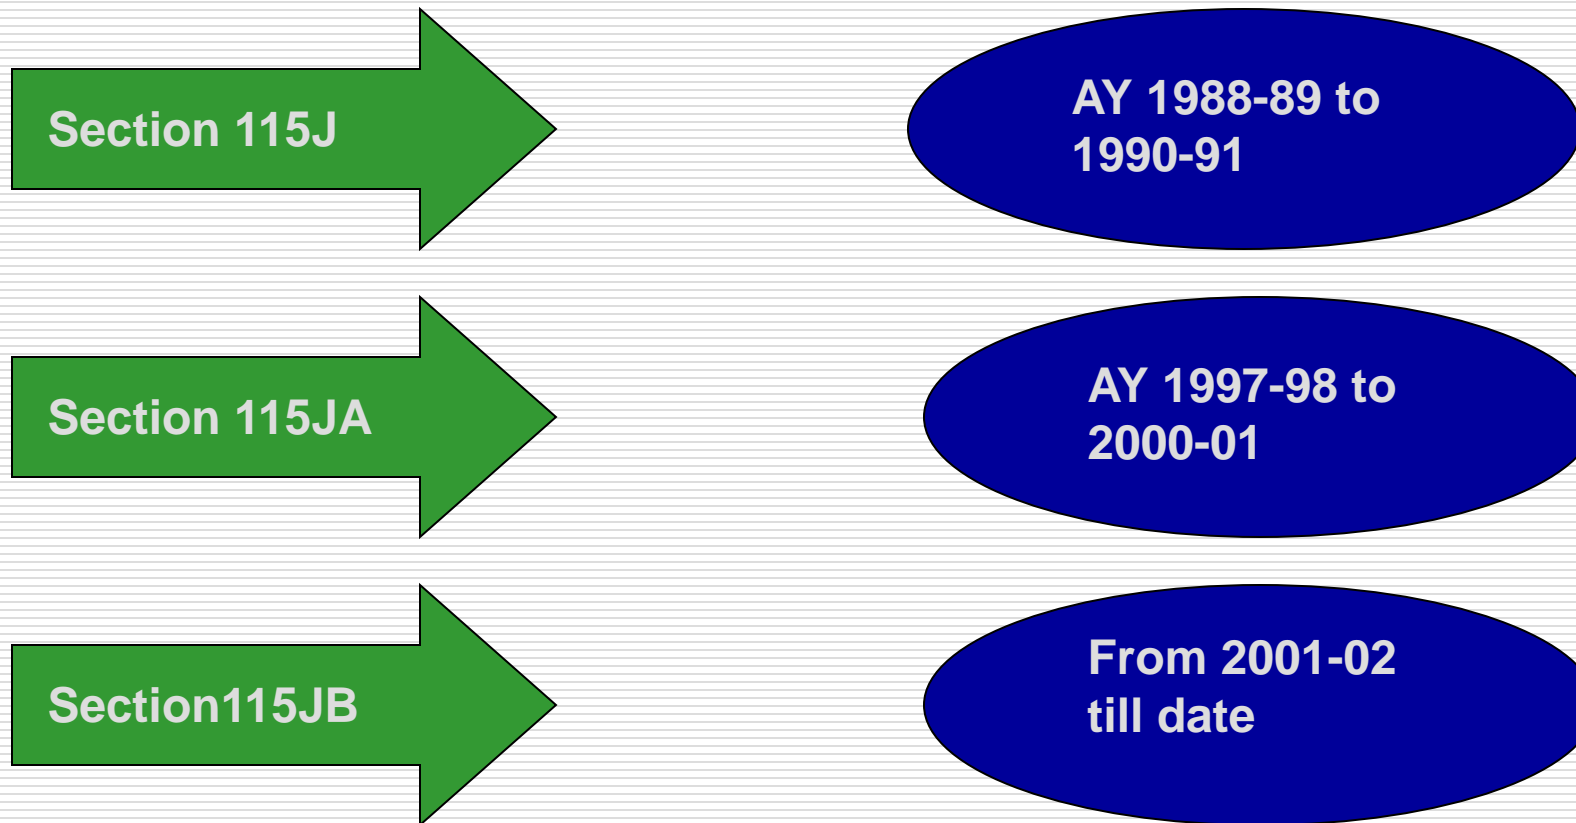 Section 115J
AY 1988-89 to
1990-91
Section 115JA
AY 1997-98 to
2000-01
Section115JB
From 2001-02
till date